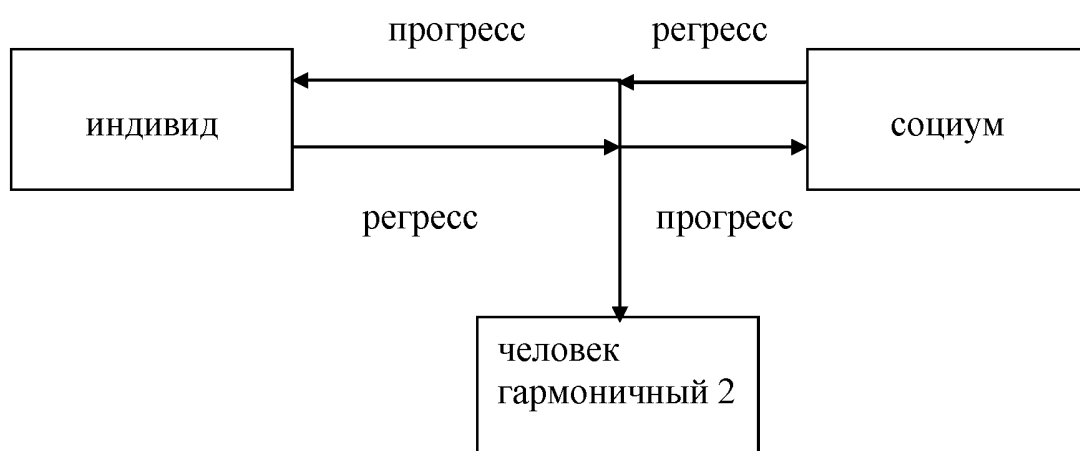 прогресс регресс
индивид социум
регресс прогресс
человек
гармоничный 2